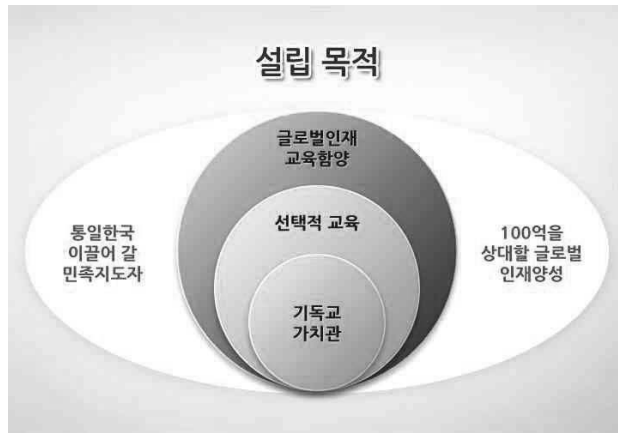 설립 목적
글로벌인재
교육함양
선택적 교육
기독교
가치관
통일한국
이끌어 갈
민족지도자
100억을
상대할 글로벌
인재양성